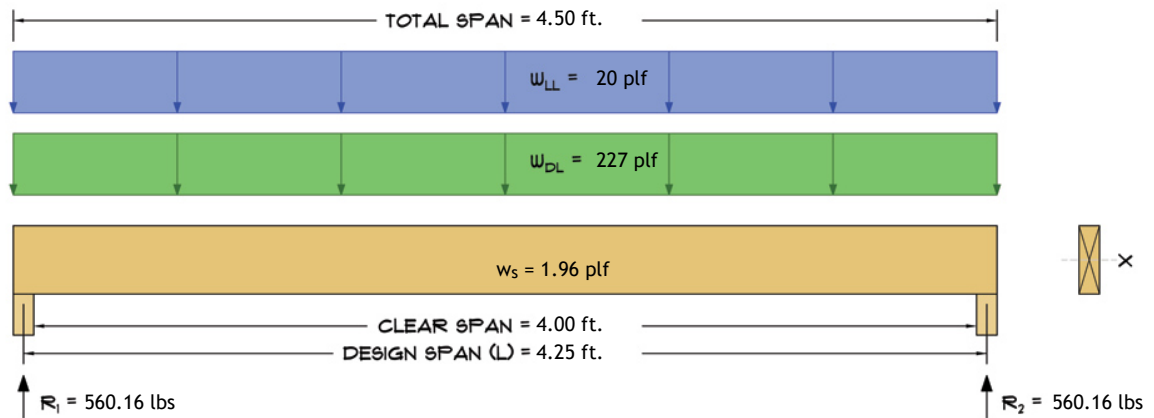 TOTAL SPAN = 4.50 ft.
wLL = 20 plf
wDL = 227 plf
ws = 1.96 plf
X
CLEAR SPAN = 4.00 ft.
DESIGN SPAN (L) = 4.25 ft.
R1 = 560.16 lbs
R2 = 560.16 lbs